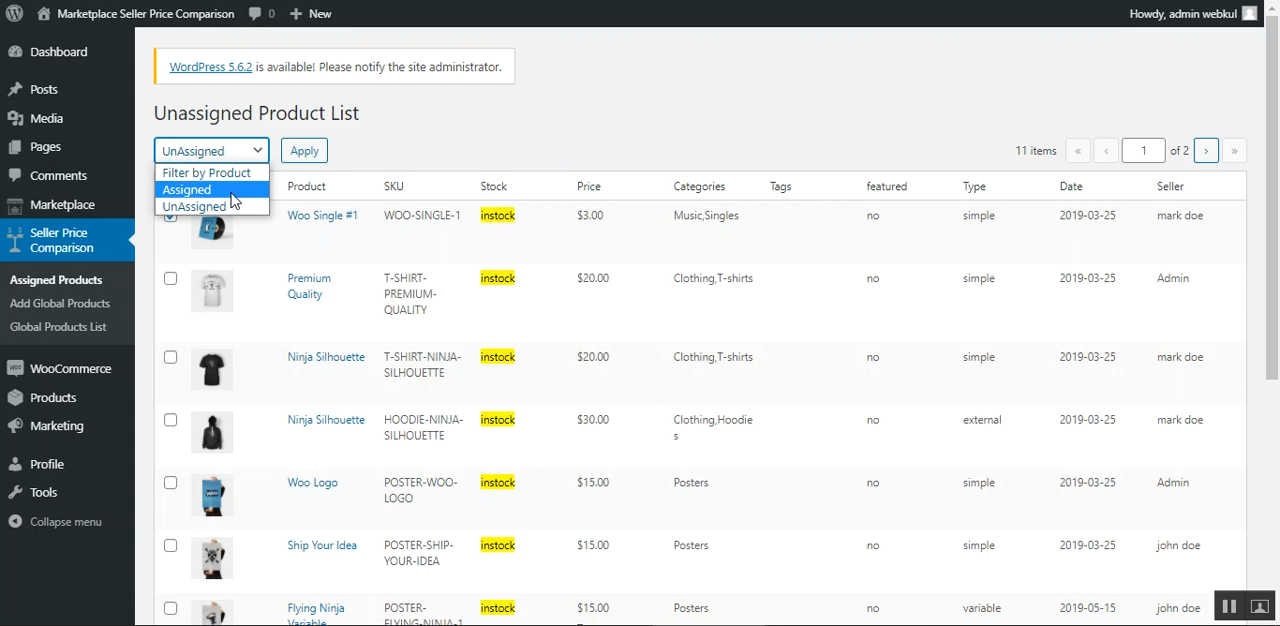 Marketplace Seller Price Comparison 0 New Howdy, admin webkul
Dashboard
Posts
Media
Pages
Comments
Marketplace
Seller Price
Comparison
Assigned Products
Add Global Products
Global Products List
WooCommerce
Products
Marketing
Profile
Tools
Collapse menu
WordPress 5.6.2 is available! Please notify the site administrator.
Unassigned Product List
UnAssigned Apply 11 items « ‹ 1 of 2 › »
Filter by Product
Assigned
UnAssigned
Product SKU Stock Price Categories Tags featured Type Date Seller
Woo Single #1 WOO-SINGLE-1 instock $3.00 Music,Singles no simple 2019-03-25 mark doe
Premium T-SHIRT- instock $20.00 Clothing,T-shirts no simple 2019-03-25 Admin
Quality PREMIUM-
QUALITY
Ninja Silhouette T-SHIRT-NINJA- instock $20.00 Clothing,T-shirts no simple 2019-03-25 mark doe
SILHOUETTE
Ninja Silhouette HOODIE-NINJA- instock $30.00 Clothing,Hoodie no external 2019-03-25 mark doe
SILHOUETTE s
Woo Logo POSTER-WOO- instock $15.00 Posters no simple 2019-03-25 Admin
LOGO
Ship Your Idea POSTER-SHIP- instock $15.00 Posters no simple 2019-03-25 john doe
YOUR-IDEA
Flying Ninja POSTER- instock $15.00 Posters no variable 2019-05-15 john doe
Variable FLYING-NINJA-1